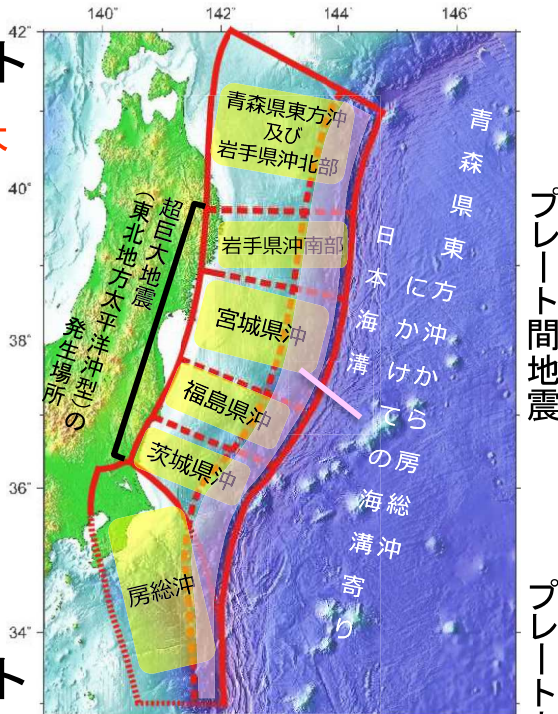 140°
142°
144°
146°
42°
40°
38°
36°
34°
ト
青森県東方沖
及び
岩手県沖北部
岩手県沖南部
宮城県沖
福島県沖
茨城県沖
房総沖
超巨大地震
(東北地方太平洋沖型)の
発生場所
日本海溝
青森県東方沖から房総沖
にかけての海溝寄り
プレート間地震
プレート
ト